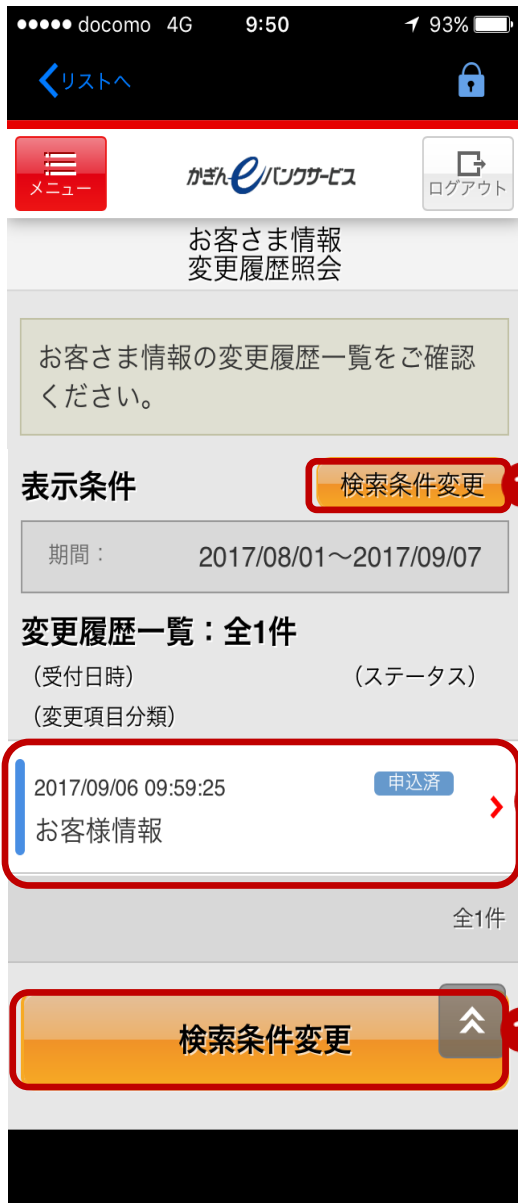 docomo 4G 9:50 93%
リストへ
メニュー
かぎんeバンクサービス
ログアウト
お客さま情報
変更履歴照会
お客さま情報の変更履歴一覧をご確認
ください。
表示条件
検索条件変更
期間：
2017/08/01～2017/09/07
変更履歴一覧：全1件
（受付日時）
（ステータス）
（変更項目分類）
2017/09/06 09:59:25
申込済
お客様情報
全1件
検索条件変更